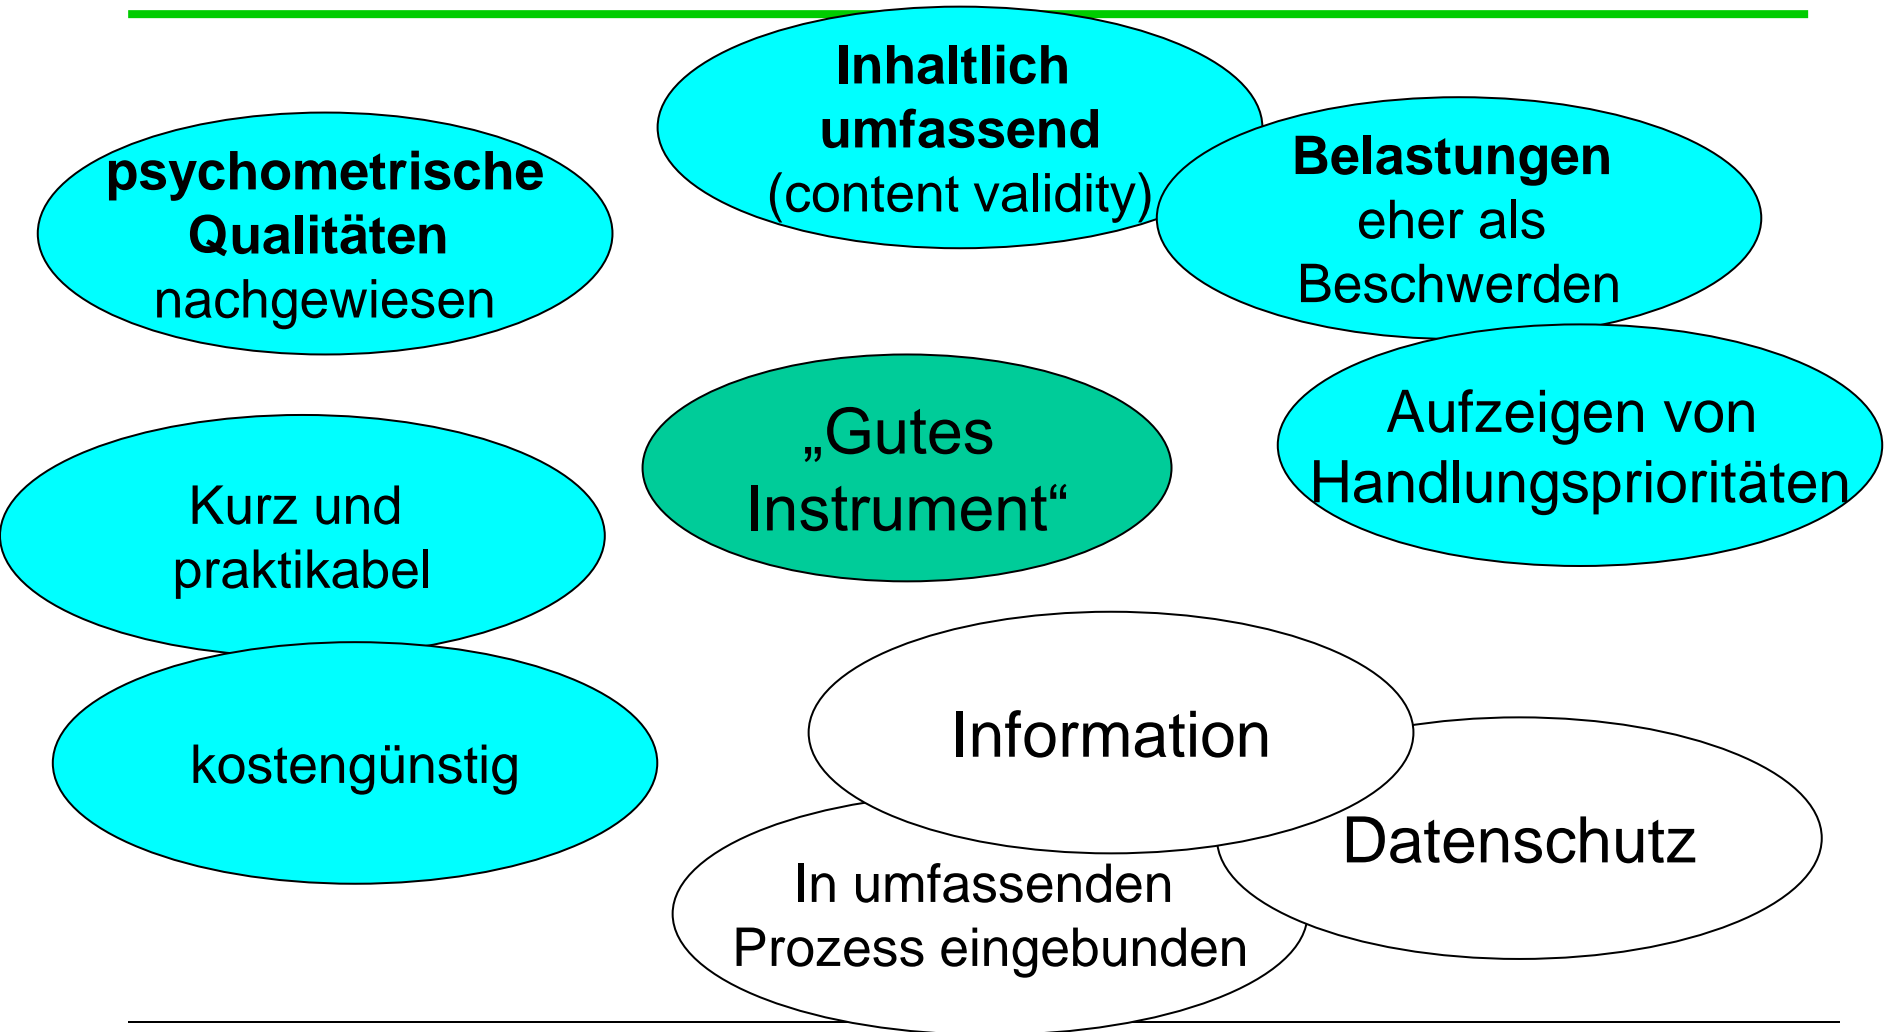 Inhaltlich
umfassend
(content validity)
psychometrische
Qualitäten
nachgewiesen
Belastungen
eher als
Beschwerden
„Gutes
Instrument“
Aufzeigen von
Handlungsprioritäten
Kurz und
praktikabel
kostengünstig
Information
Datenschutz
In umfassenden
Prozess eingebunden